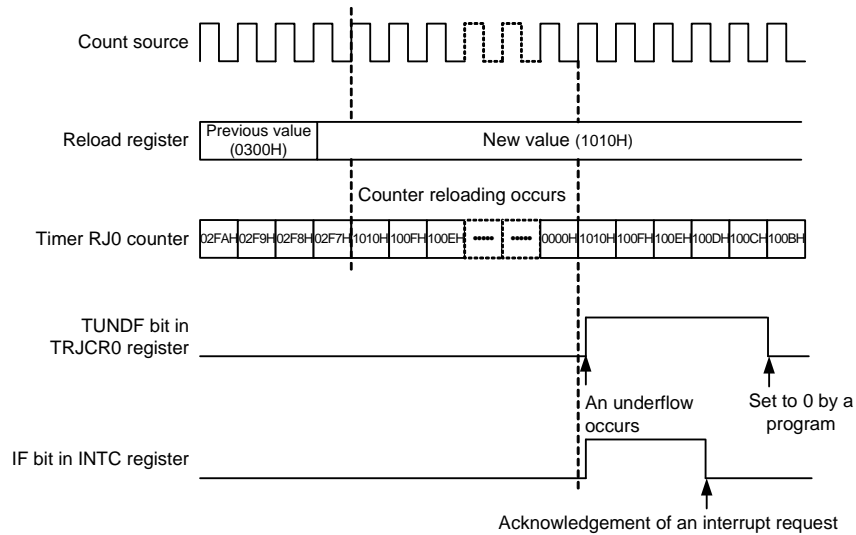 Count source
Reload register
Previous value
(0300H)
New value (1010H)
Counter reloading occurs
Timer RJ0 counter
02FAH 02F9H 02F8H 02F7H 1010H 100FH 100EH 0000H 1010H 100FH 100EH 100DH 100CH 100BH
TUNDF bit in
TRJCR0 register
An underflow
occurs
Set to 0 by a
program
IF bit in INTC register
Acknowledgement of an interrupt request